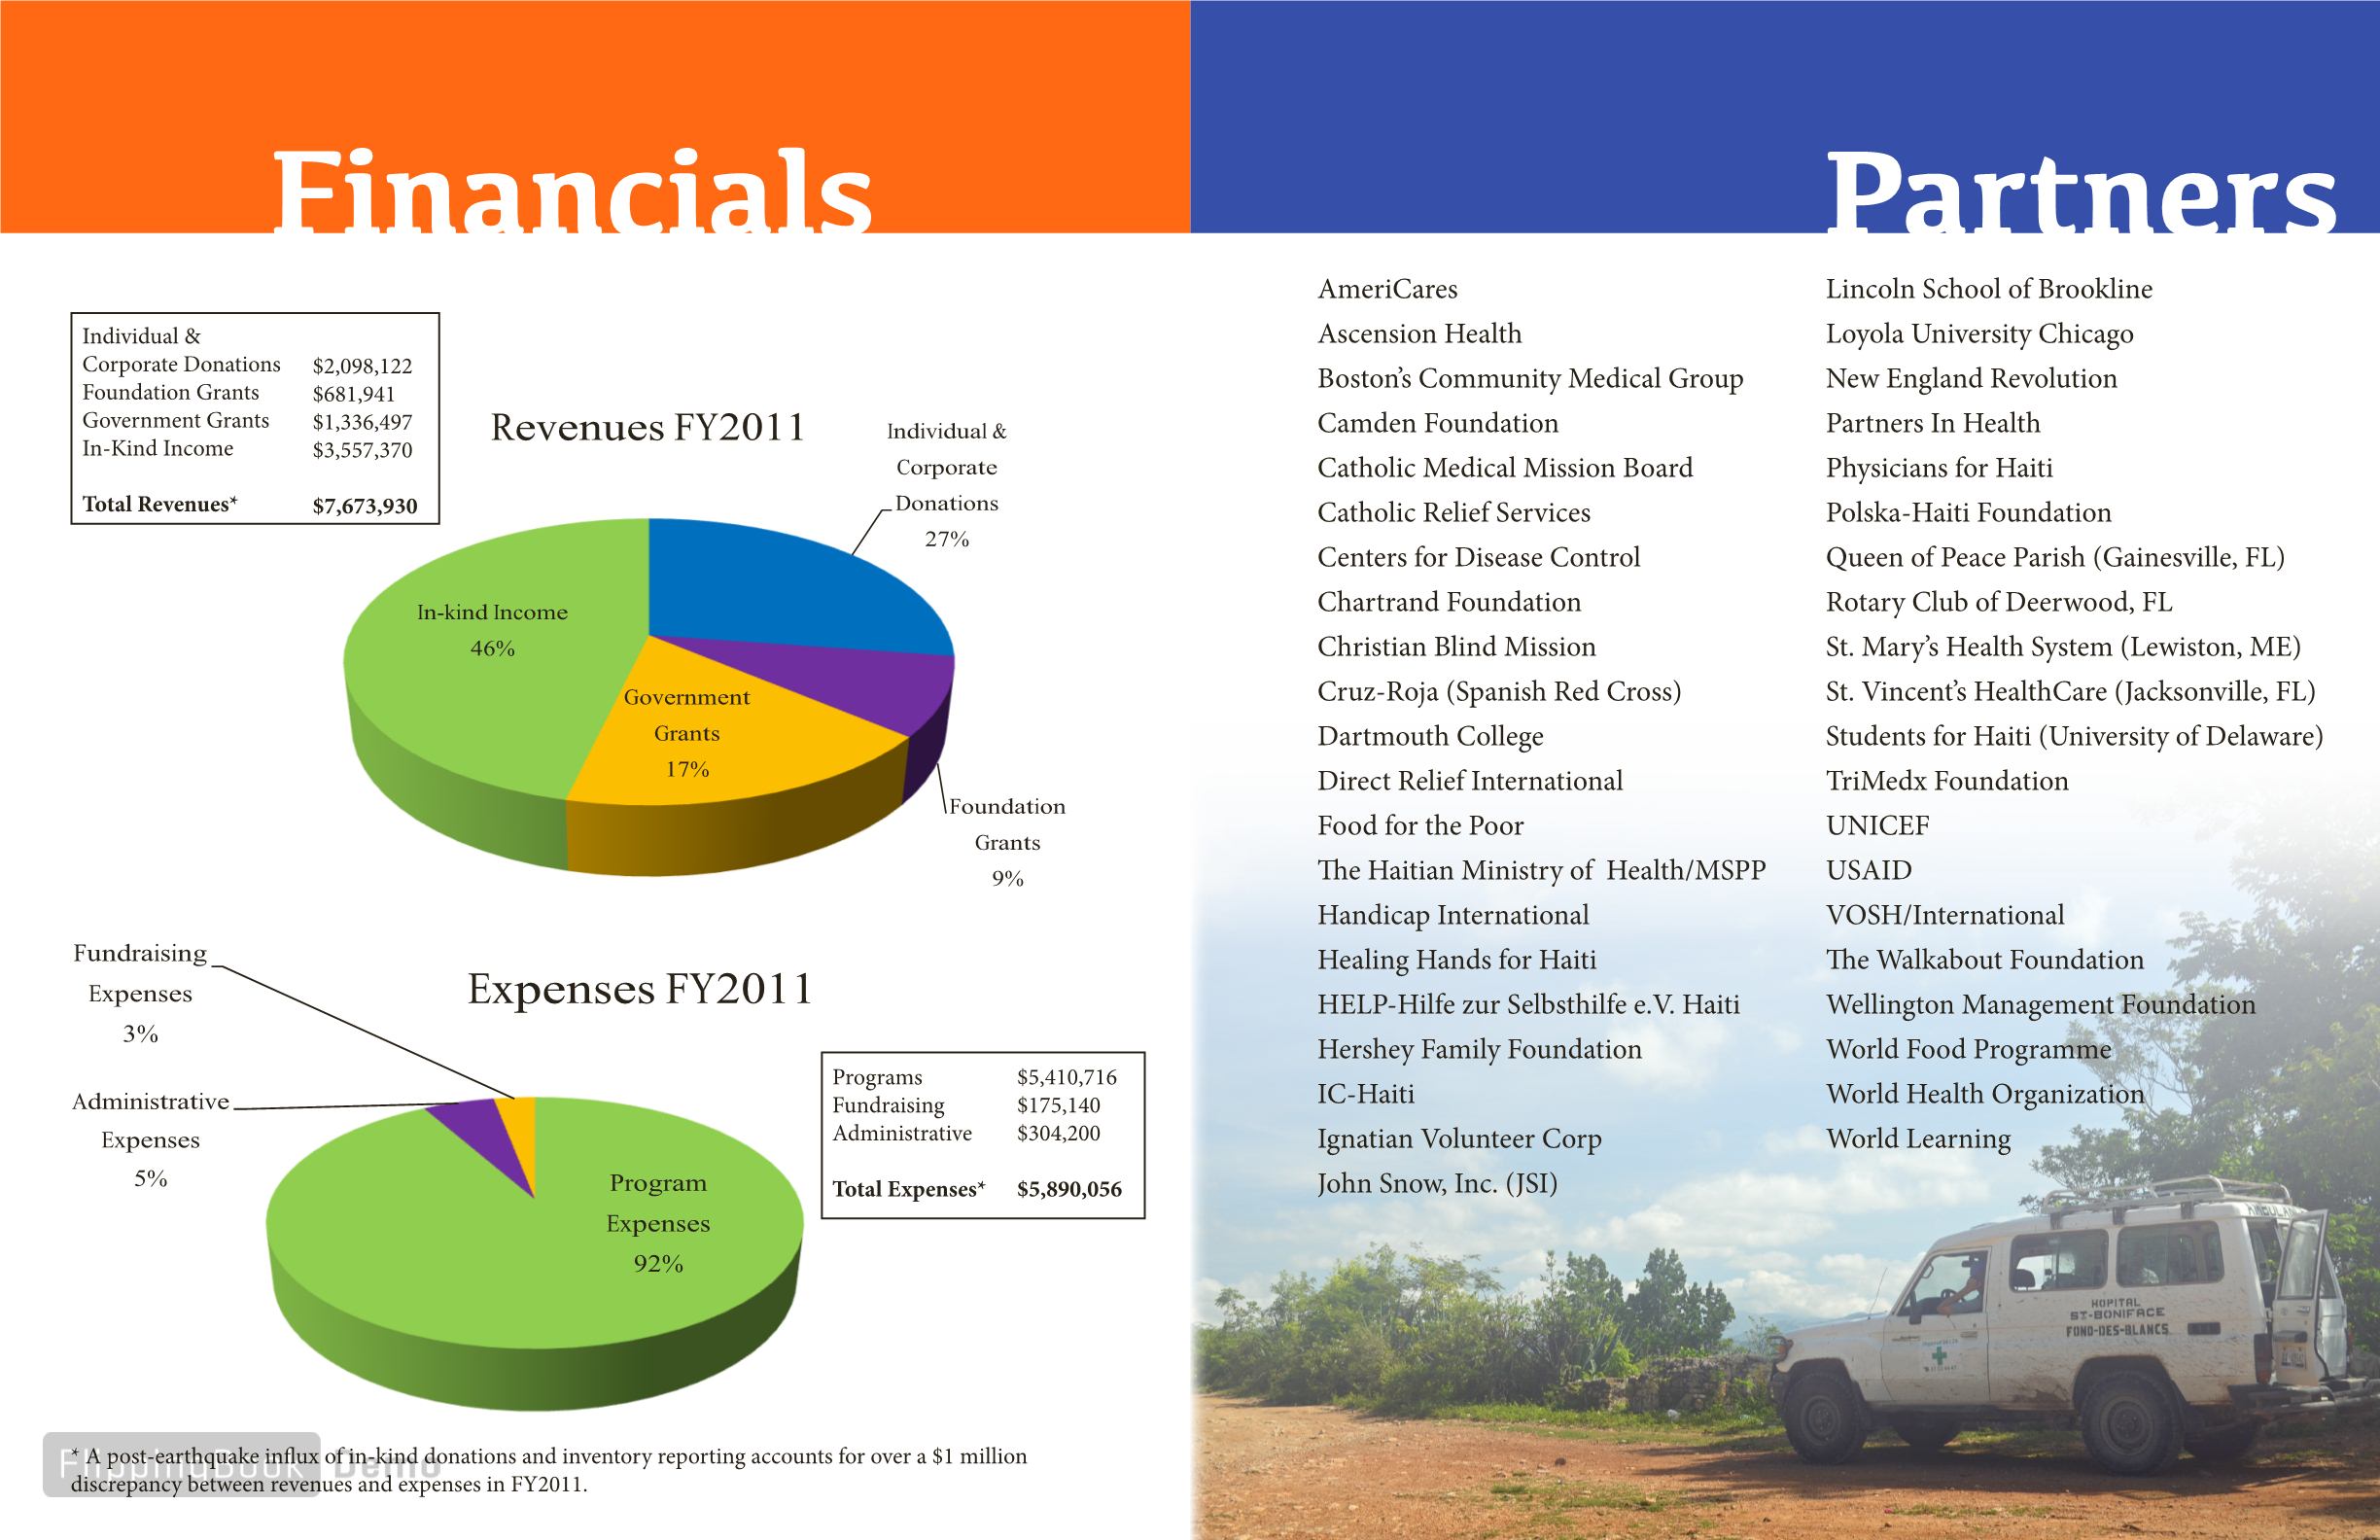 Financials
Individual &
Corporate Donations $2,098,122
Foundation Grants $681,941
Government Grants $1,336,497
In-Kind Income $3,557,370
Total Revenues* $7,673,930
Revenues FY2011
Individual &
Corporate
Donations
27%
In-kind Income
46%
Government
Grants
17%
Foundation
Grants
9%
Fundraising
Expenses
3%
Expenses FY2011
Administrative
Expenses
5%
Program
Expenses
92%
Programs $5,410,716
Fundraising $175,140
Administrative $304,200
Total Expenses* $5,890,056
* A post-earthquake influx of in-kind donations and inventory reporting accounts for over a $1 million
discrepancy between revenues and expenses in FY2011.
FlippingBook Demo
Partners
AmeriCares
Ascension Health
Boston’s Community Medical Group
Camden Foundation
Catholic Medical Mission Board
Catholic Relief Services
Centers for Disease Control
Chartrand Foundation
Christian Blind Mission
Cruz-Roja (Spanish Red Cross)
Dartmouth College
Direct Relief International
Food for the Poor
The Haitian Ministry of Health/MSPP
Handicap International
Healing Hands for Haiti
HELP-Hilfe zur Selbsthilfe e.V. Haiti
Hershey Family Foundation
IC-Haiti
Ignatian Volunteer Corp
John Snow, Inc. (JSI)
Lincoln School of Brookline
Loyola University Chicago
New England Revolution
Partners In Health
Physicians for Haiti
Polska-Haiti Foundation
Queen of Peace Parish (Gainesville, FL)
Rotary Club of Deerwood, FL
St. Mary’s Health System (Lewiston, ME)
St. Vincent’s HealthCare (Jacksonville, FL)
Students for Haiti (University of Delaware)
TriMedx Foundation
UNICEF
USAID
VOSH/International
The Walkabout Foundation
Wellington Management Foundation
World Food Programme
World Health Organization
World Learning
HOPITAL
ST-BONIFACE
FOND-DES-BLANCS